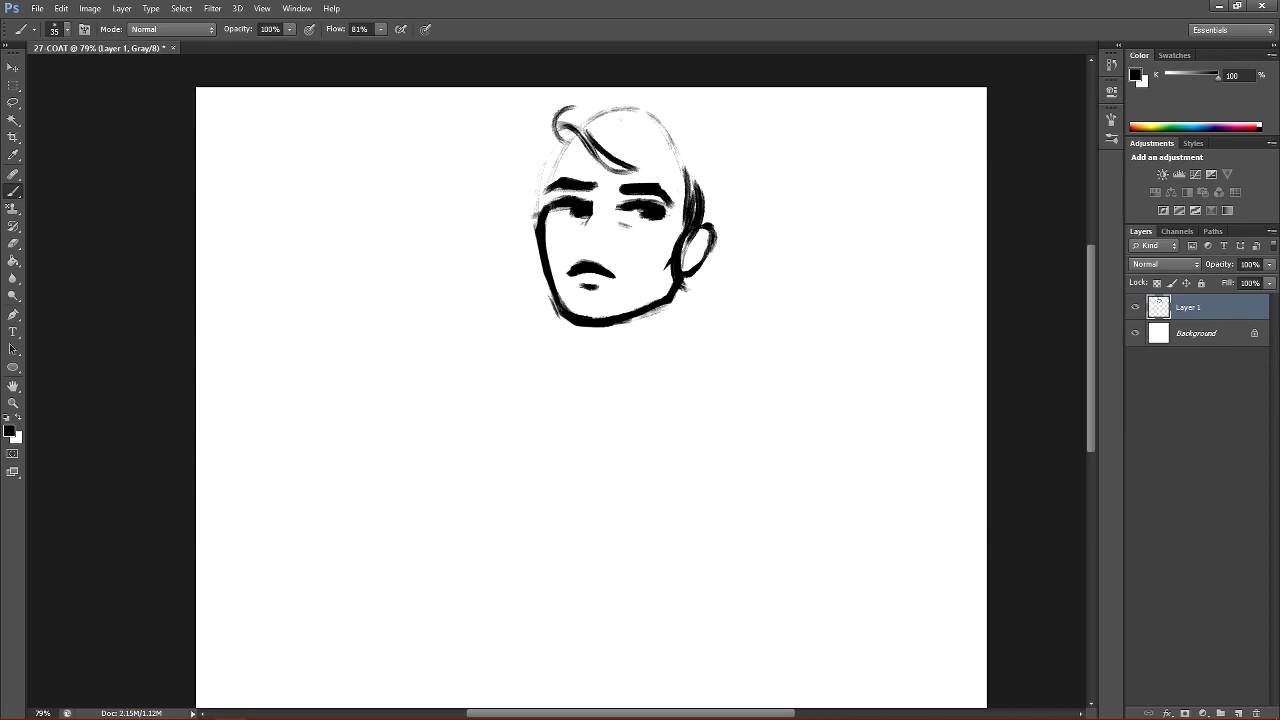 Ps File Edit Image Layer Type Select Filter 3D View Window Help
35 Mode: Normal Opacity: 100% Flow: 81% Essentials
27-COAT @ 79% (Layer 1, Gray/8) * ×
Color Swatches
K 100 %
Adjustments Styles
Add an adjustment
Layers Channels Paths
Kind
Normal Opacity: 100%
Lock: Fill: 100%
Layer 1
Background
79% Doc: 2.15M/1.12M